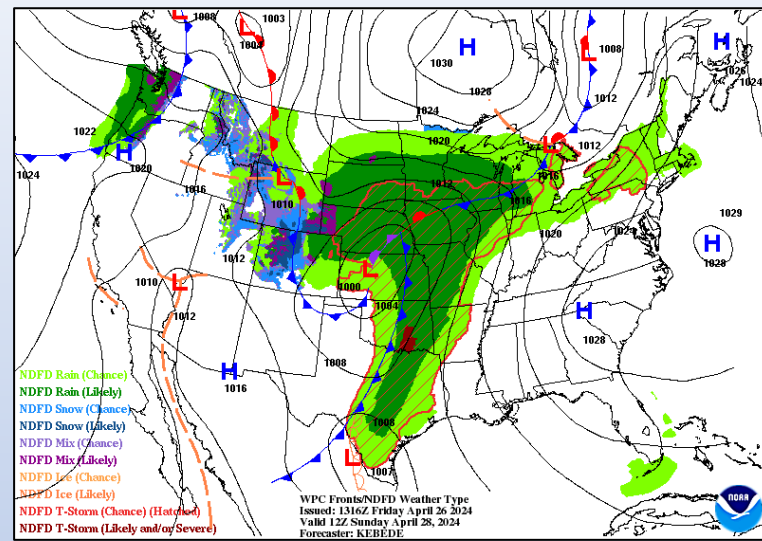 1008
L
1003
L
1004
H
1030
1028
L
1008
H
1026
1024
1024
1012
1022
H
1020
1020
L
1012
1024
1016
L
1010
1012
1016
1016
1020
1029
H
1028
1012
1010
L
1012
L
1000
1004
H
1028
1008
H
1016
1008
L
1007
NDFD Rain (Chance)
NDFD Rain (Likely)
NDFD Snow (Chance)
NDFD Snow (Likely)
NDFD Mix (Chance)
NDFD Mix (Likely)
NDFD Ice (Chance)
NDFD Ice (Likely)
NDFD T-Storm (Chance) (Hatched)
NDFD T-Storm (Likely and/or Severe)
WPC Fronts/NDFD Weather Type
Issued: 1316Z Friday April 26 2024
Valid 12Z Sunday April 28, 2024
Forecaster: KEBEDE
NOAA